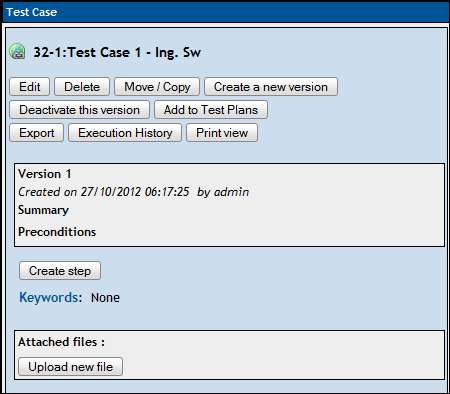 Test Case
32-1:Test Case 1 - Ing. Sw
Edit Delete Move / Copy Create a new version
Deactivate this version Add to Test Plans
Export Execution History Print view
Version 1
Created on 27/10/2012 06:17:25 by admin
Summary
Preconditions
Create step
Keywords: None
Attached files :
Upload new file